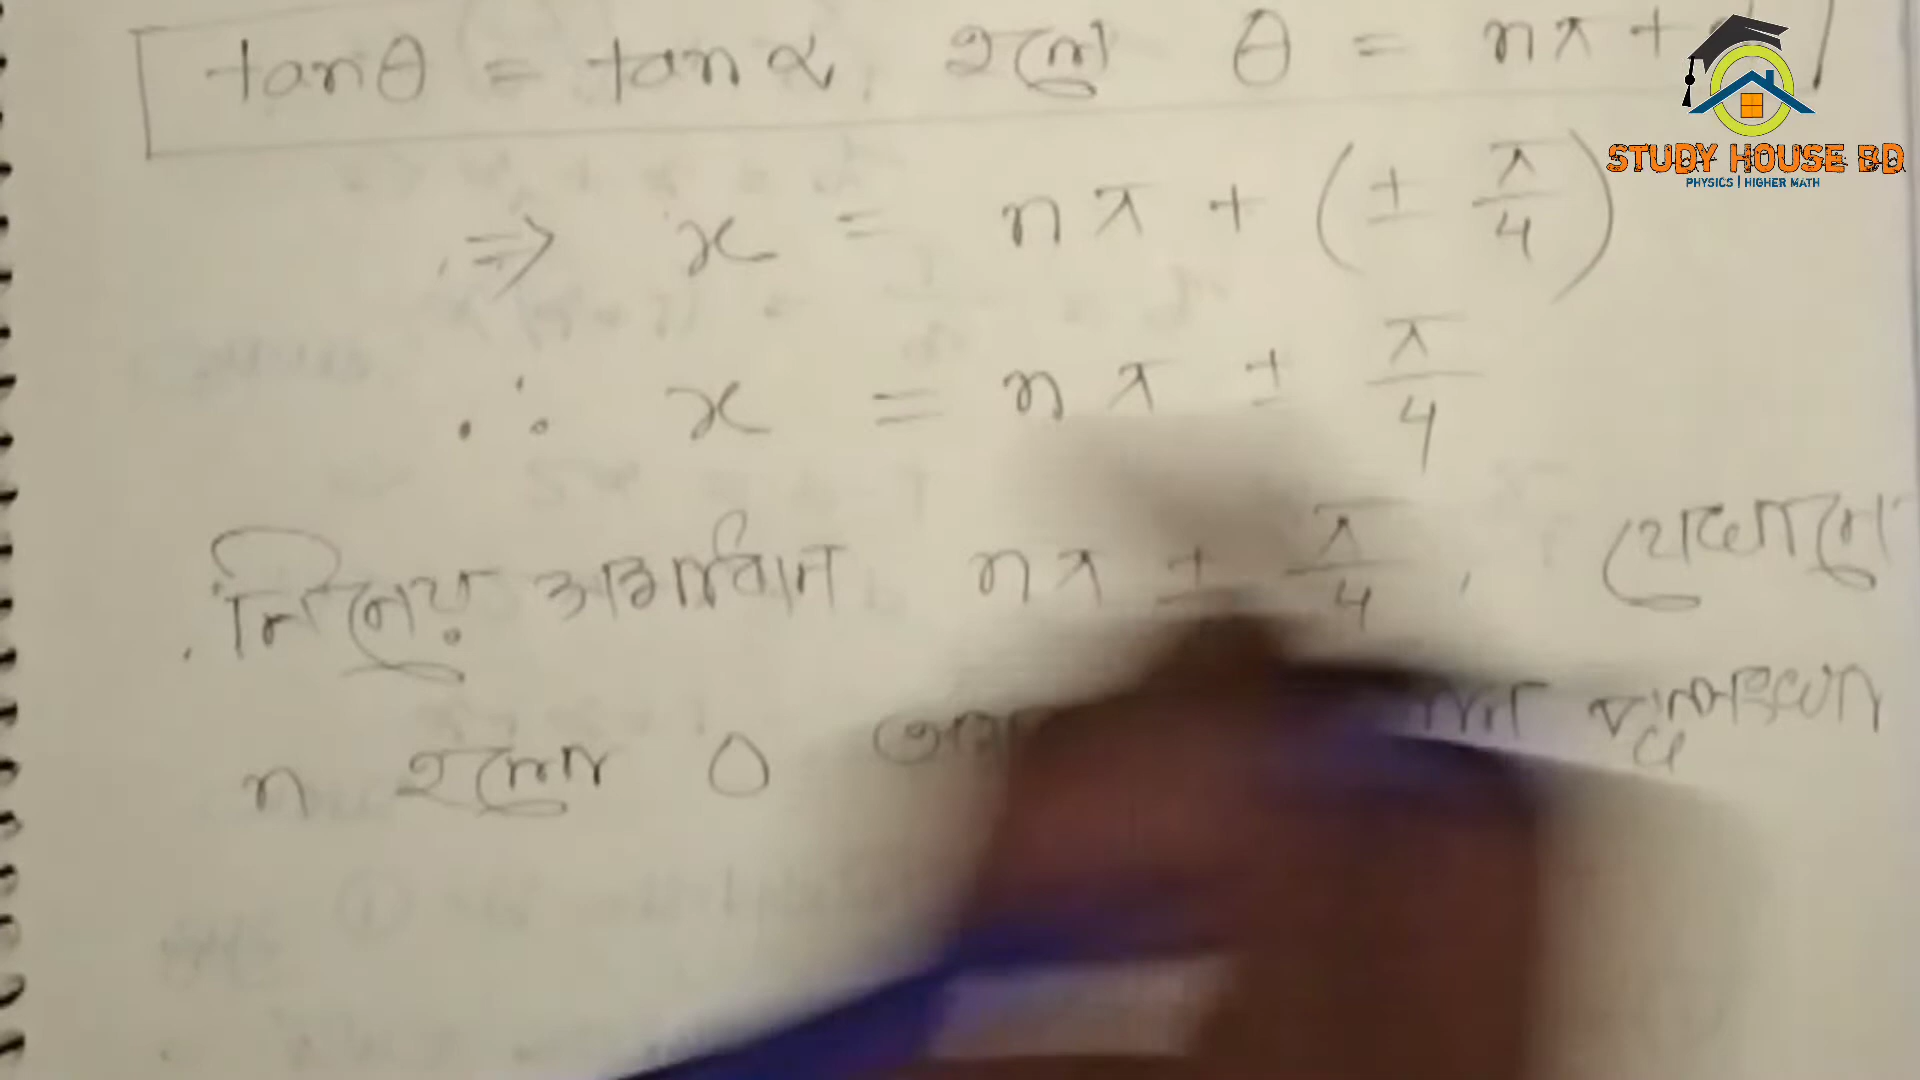 tanθ = tanα, হলে θ = nπ +
STUDY HOUSE BD
PHYSICS | HIGHER MATH
⇒ x = nπ + (± π/4)
∴ x = nπ ± π/4
নির্ণেয় সমাধান nπ ± π/4, যেখানে
n হলো 0